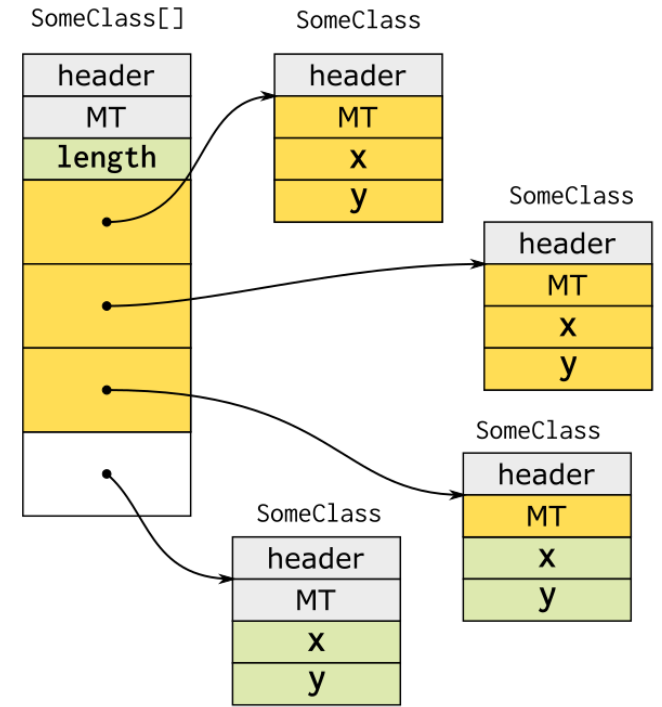 SomeClass[]
header
MT
length
SomeClass
header
MT
x
y
SomeClass
header
MT
x
y
SomeClass
header
MT
x
y
SomeClass
header
MT
x
y